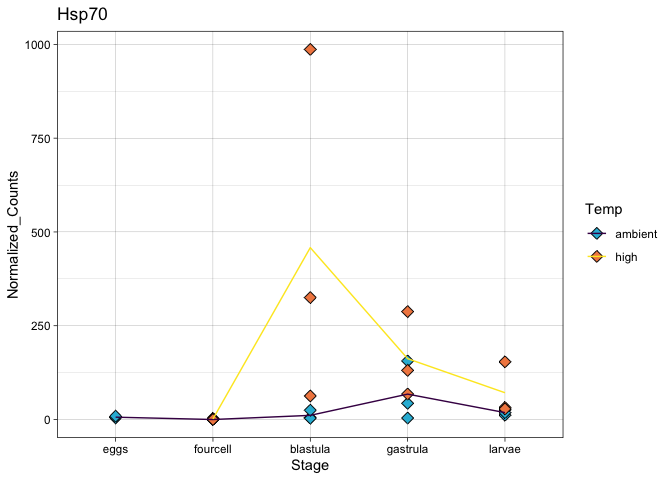 Hsp70
1000
750
500
250
0
Normalized_Counts
eggs fourcell blastula gastrula larvae
Stage
Temp
ambient
high